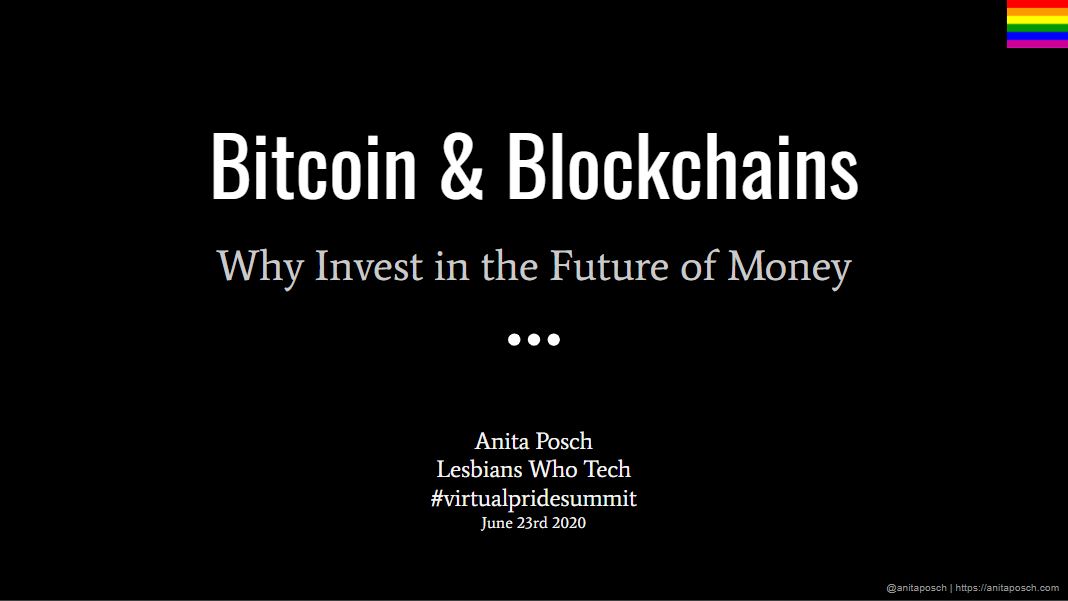 Bitcoin & Blockchains
Why Invest in the Future of Money
Anita Posch
Lesbians Who Tech
#virtualpridesummit
June 23rd 2020
@anitaposch | https://anitaposch.com